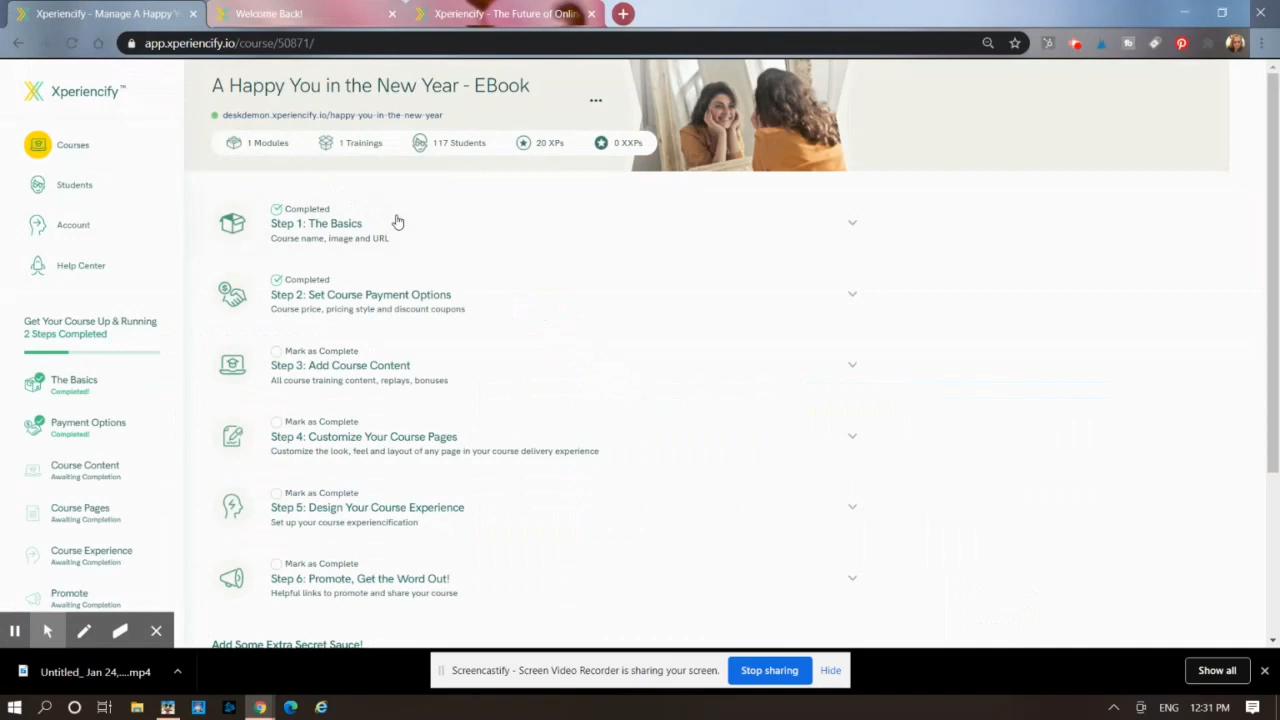 Xperiencify - Manage A Happy Y
Welcome Back!
Xperiencify - The Future of Onlin
app.xperiencify.io/course/50871/
Xperiencify™
Courses
Students
Account
Help Center
Get Your Course Up & Running
2 Steps Completed
The Basics
Completed!
Payment Options
Completed!
Course Content
Awaiting Completion
Course Pages
Awaiting Completion
Course Experience
Awaiting Completion
Promote
Awaiting Completion
A Happy You in the New Year - EBook
deskdemon.xperiencify.io/happy-you-in-the-new-year
1 Modules
1 Trainings
117 Students
20 XPs
0 XXPs
Completed
Step 1: The Basics
Course name, image and URL
Completed
Step 2: Set Course Payment Options
Course price, pricing style and discount coupons
Mark as Complete
Step 3: Add Course Content
All course training content, replays, bonuses
Mark as Complete
Step 4: Customize Your Course Pages
Customize the look, feel and layout of any page in your course delivery experience
Mark as Complete
Step 5: Design Your Course Experience
Set up your course experiencification
Mark as Complete
Step 6: Promote, Get the Word Out!
Helpful links to promote and share your course
Add Some Extra Secret Sauce!
Untitled_ Jan 24,....mp4
Screencastify - Screen Video Recorder is sharing your screen.
Stop sharing
Hide
Show all
ENG
12:31 PM